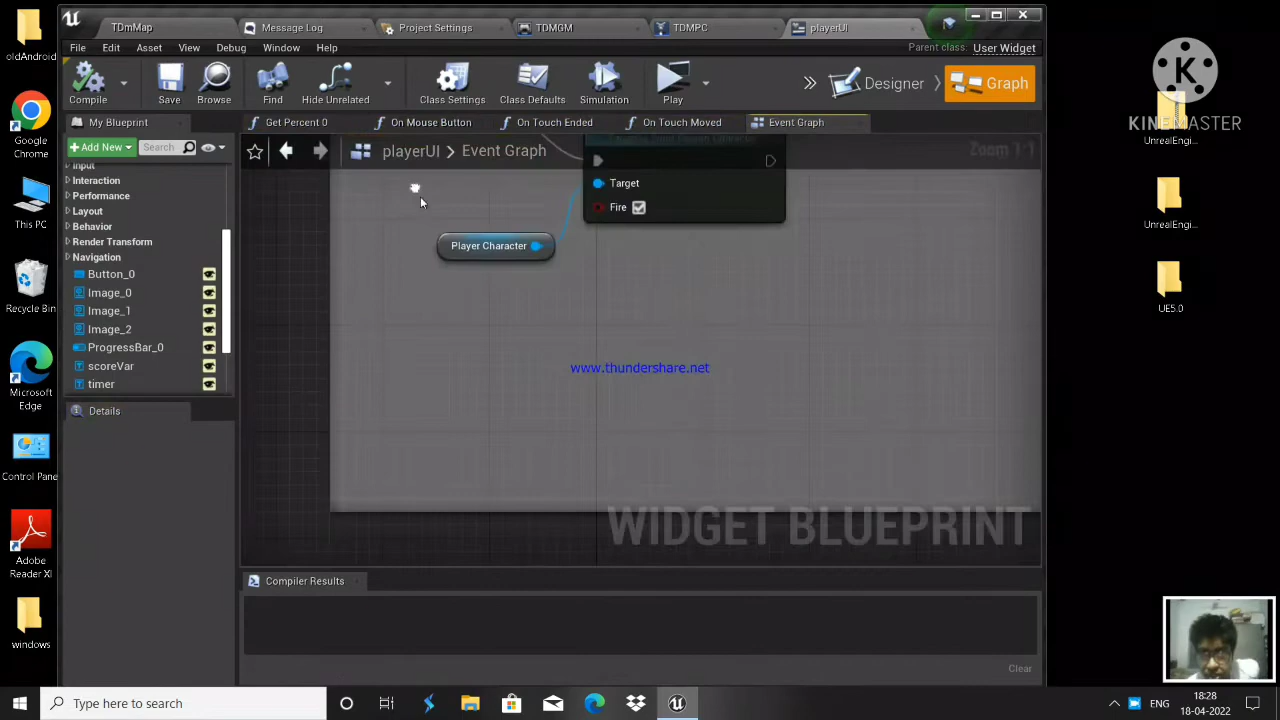 oldAndroid
Google
Chrome
This PC
Recycle Bin
Microsoft
Edge
Control Pane
Adobe
Reader XI
windows
TDmMap
Message Log
Project Settings
TDMGM
TDMPC
playerUI
File Edit Asset View Debug Window Help
Parent class: User Widget
Compile
Save
Browse
Find
Hide Unrelated
Class Settings
Class Defaults
Simulation
Play
Designer
Graph
My Blueprint
Get Percent 0
On Mouse Button
On Touch Ended
On Touch Moved
Event Graph
Add New
Search
playerUI > Event Graph
Zoom 1:1
Input
Interaction
Performance
Layout
Behavior
Render Transform
Navigation
Button_0
Image_0
Image_1
Image_2
ProgressBar_0
scoreVar
timer
Details
Target
Fire
Player Character
www.thundershare.net
WIDGET BLUEPRINT
Compiler Results
Clear
K
KINEMASTER
UnrealEngi...
UnrealEngi...
UE5.0
Type here to search
ENG
18:28
18-04-2022